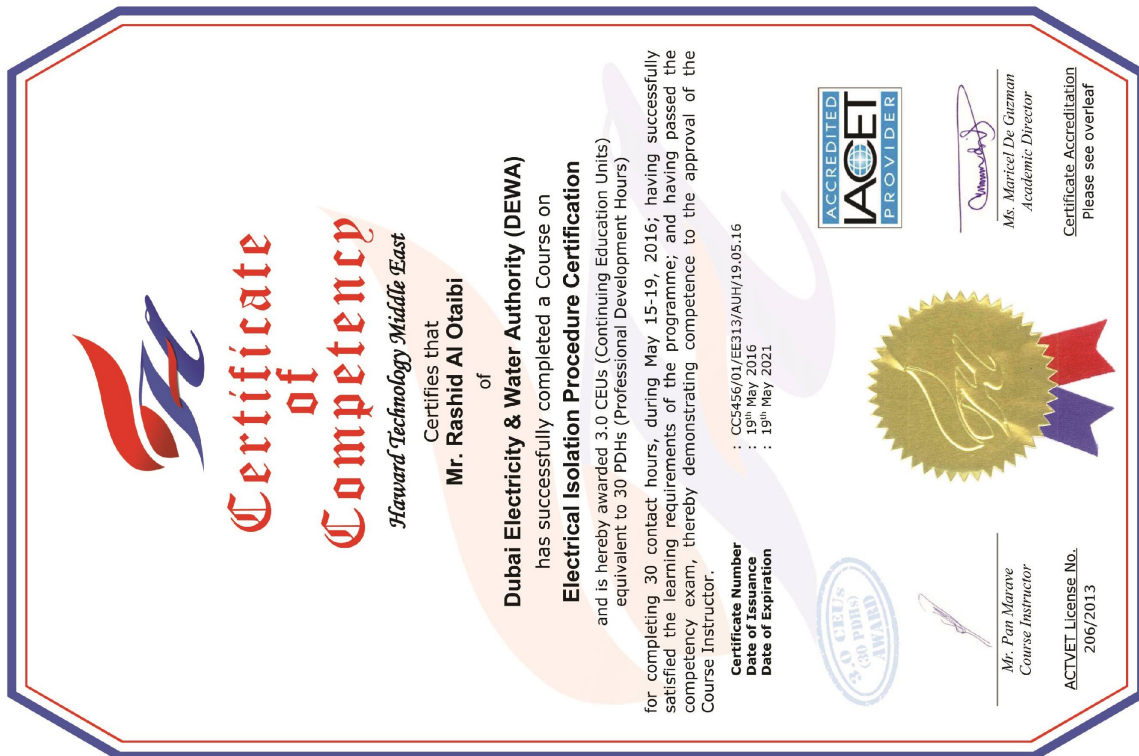 Certificate
of
Competency
Haward Technology Middle East
Certifies that
Mr. Rashid Al Otaibi
of
Dubai Electricity & Water Authority (DEWA)
has successfully completed a Course on
Electrical Isolation Procedure Certification
and is hereby awarded 3.0 CEUs (Continuing Education Units)
equivalent to 30 PDHs (Professional Development Hours)
for completing 30 contact hours, during May 15-19, 2016; having successfully
satisfied the learning requirements of the programme; and having passed the
competency exam, thereby demonstrating competence to the approval of the
Course Instructor.
Certificate Number : CC5456/01/EE313/AUH/19.05.16
Date of Issuance : 19th May 2016
Date of Expiration : 19th May 2021
3.0 CEUs
(30 PDHs)
AWARD
ACCREDITED
IACET
PROVIDER
Mr. Pan Marave
Course Instructor
Ms. Maricel De Guzman
Academic Director
ACTVET License No.
206/2013
Certificate Accreditation
Please see overleaf